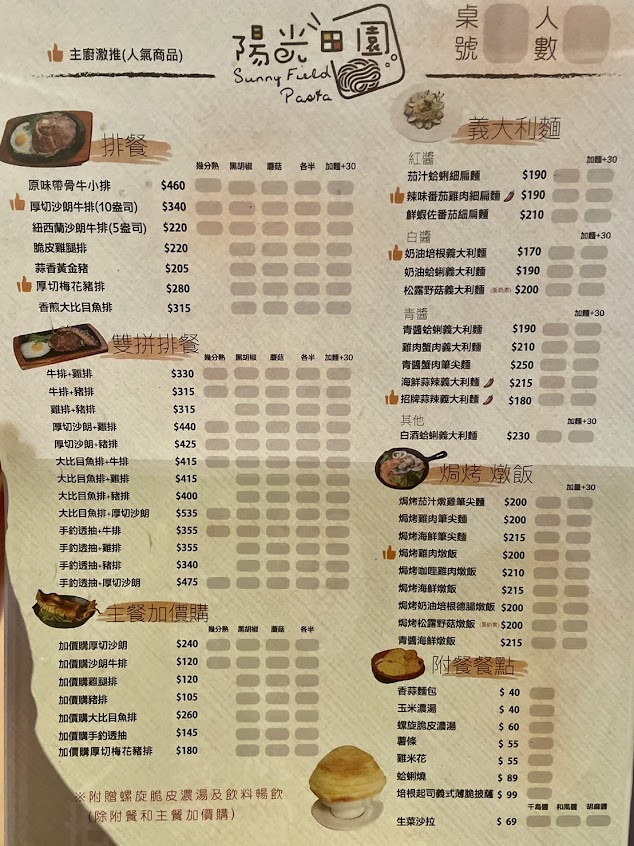 主廚激推(人氣商品)
陽光田園
Sunny Field
Pasta
桌號
人數
排餐
幾分熟 黑胡椒 蘑菇 各半 加麵+30
原味帶骨牛小排 $460
厚切沙朗牛排(10盎司) $340
紐西蘭沙朗牛排(5盎司) $220
脆皮雞腿排 $220
蒜香黃金豬 $205
厚切梅花豬排 $280
香煎大比目魚排 $315
雙拼排餐
幾分熟 黑胡椒 蘑菇 各半 加麵+30
牛排+雞排 $330
牛排+豬排 $315
雞排+豬排 $315
厚切沙朗+雞排 $440
厚切沙朗+豬排 $425
大比目魚排+牛排 $415
大比目魚排+雞排 $415
大比目魚排+豬排 $400
大比目魚排+厚切沙朗 $535
手釣透抽+牛排 $355
手釣透抽+雞排 $355
手釣透抽+豬排 $340
手釣透抽+厚切沙朗 $475
主餐加價購
幾分熟 黑胡椒 蘑菇 各半
加價購厚切沙朗 $240
加價購沙朗牛排 $120
加價購雞腿排 $120
加價購豬排 $105
加價購大比目魚排 $260
加價購手釣透抽 $145
加價購厚切梅花豬排 $180
※附贈螺旋脆皮濃湯及飲料暢飲
(除附餐和主餐加價購)
義大利麵
紅醬 加麵+30
茄汁蛤蜊細扁麵 $190
辣味番茄雞肉細扁麵 $190
鮮蝦佐番茄細扁麵 $210
白醬 加麵+30
奶油培根義大利麵 $170
奶油蛤蜊義大利麵 $190
松露野菇義大利麵 (蛋奶素) $200
青醬 加麵+30
青醬蛤蜊義大利麵 $190
雞肉蟹肉義大利麵 $210
青醬蟹肉筆尖麵 $250
海鮮蒜辣義大利麵 $215
招牌蒜辣義大利麵 $180
其他 加麵+30
白酒蛤蜊義大利麵 $230
焗烤 燉飯
加量+30
焗烤茄汁燉雞筆尖麵 $200
焗烤雞肉筆尖麵 $200
焗烤海鮮筆尖麵 $215
焗烤雞肉燉飯 $200
焗烤咖哩雞肉燉飯 $210
焗烤海鮮燉飯 $215
焗烤奶油培根德腸燉飯 $200
焗烤松露野菇燉飯 (蛋奶素) $200
青醬海鮮燉飯 $215
附餐餐點
香蒜麵包 $ 40
玉米濃湯 $ 40
螺旋脆皮濃湯 $ 60
薯條 $ 55
雞米花 $ 55
蛤蜊燒 $ 89
培根起司義式薄脆披薩 $ 99
千島醬 和風醬 胡麻醬
生菜沙拉 $ 69